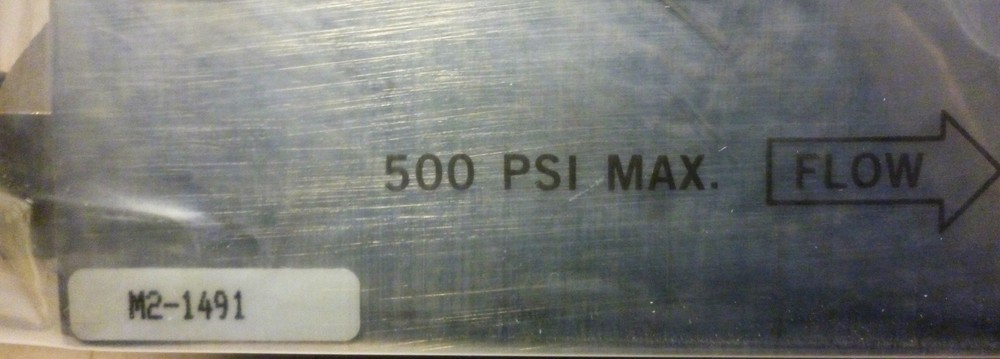 500 PSI MAX. FLOW
M2-1491